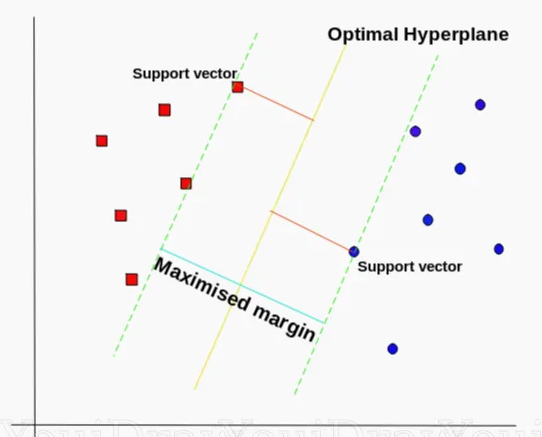 Optimal Hyperplane
Support vector
Support vector
Maximised margin